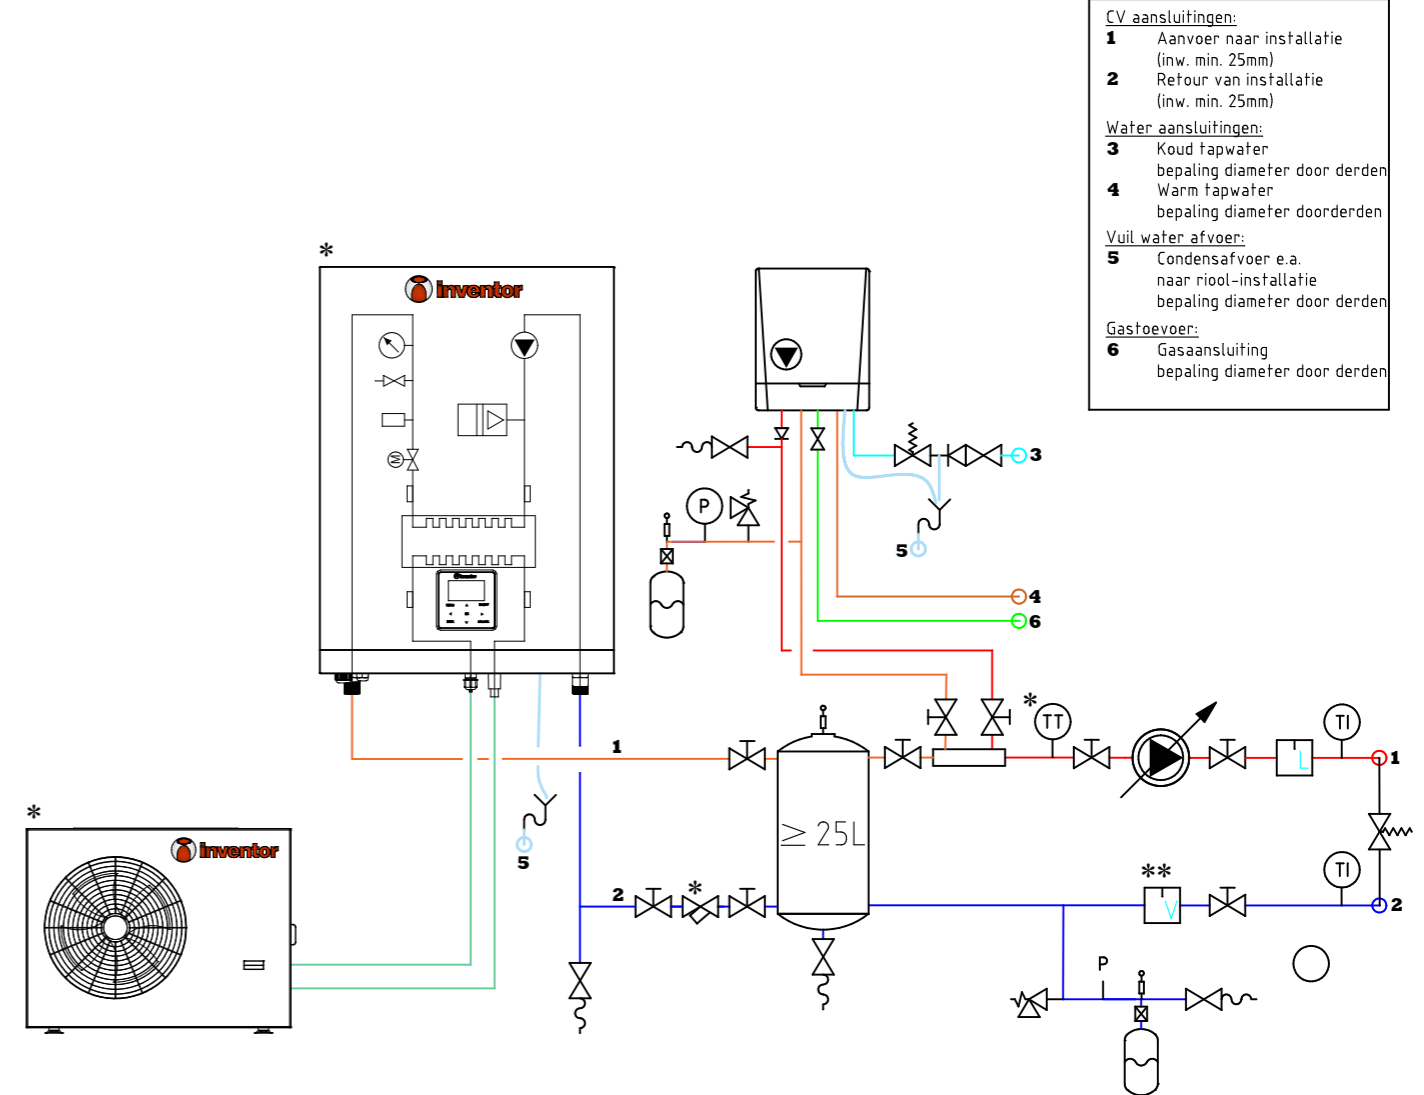 CV aansluitingen:
1 Aanvoer naar installatie
(inw. min. 25mm)
2 Retour van installatie
(inw. min. 25mm)
Water aansluitingen:
3 Koud tapwater
bepaling diameter door derden
4 Warm tapwater
bepaling diameter doorderden
Vuil water afvoer:
5 Condensafvoer e.a.
naar riool-installatie
bepaling diameter door derden
Gastoevoer:
6 Gasaansluiting
bepaling diameter door derden
*
inventor
M
3
P
5
4
6
*
TT
TI
1
1
*
inventor
≥ 25L
L
5
2
*
**
TI
V
2
P